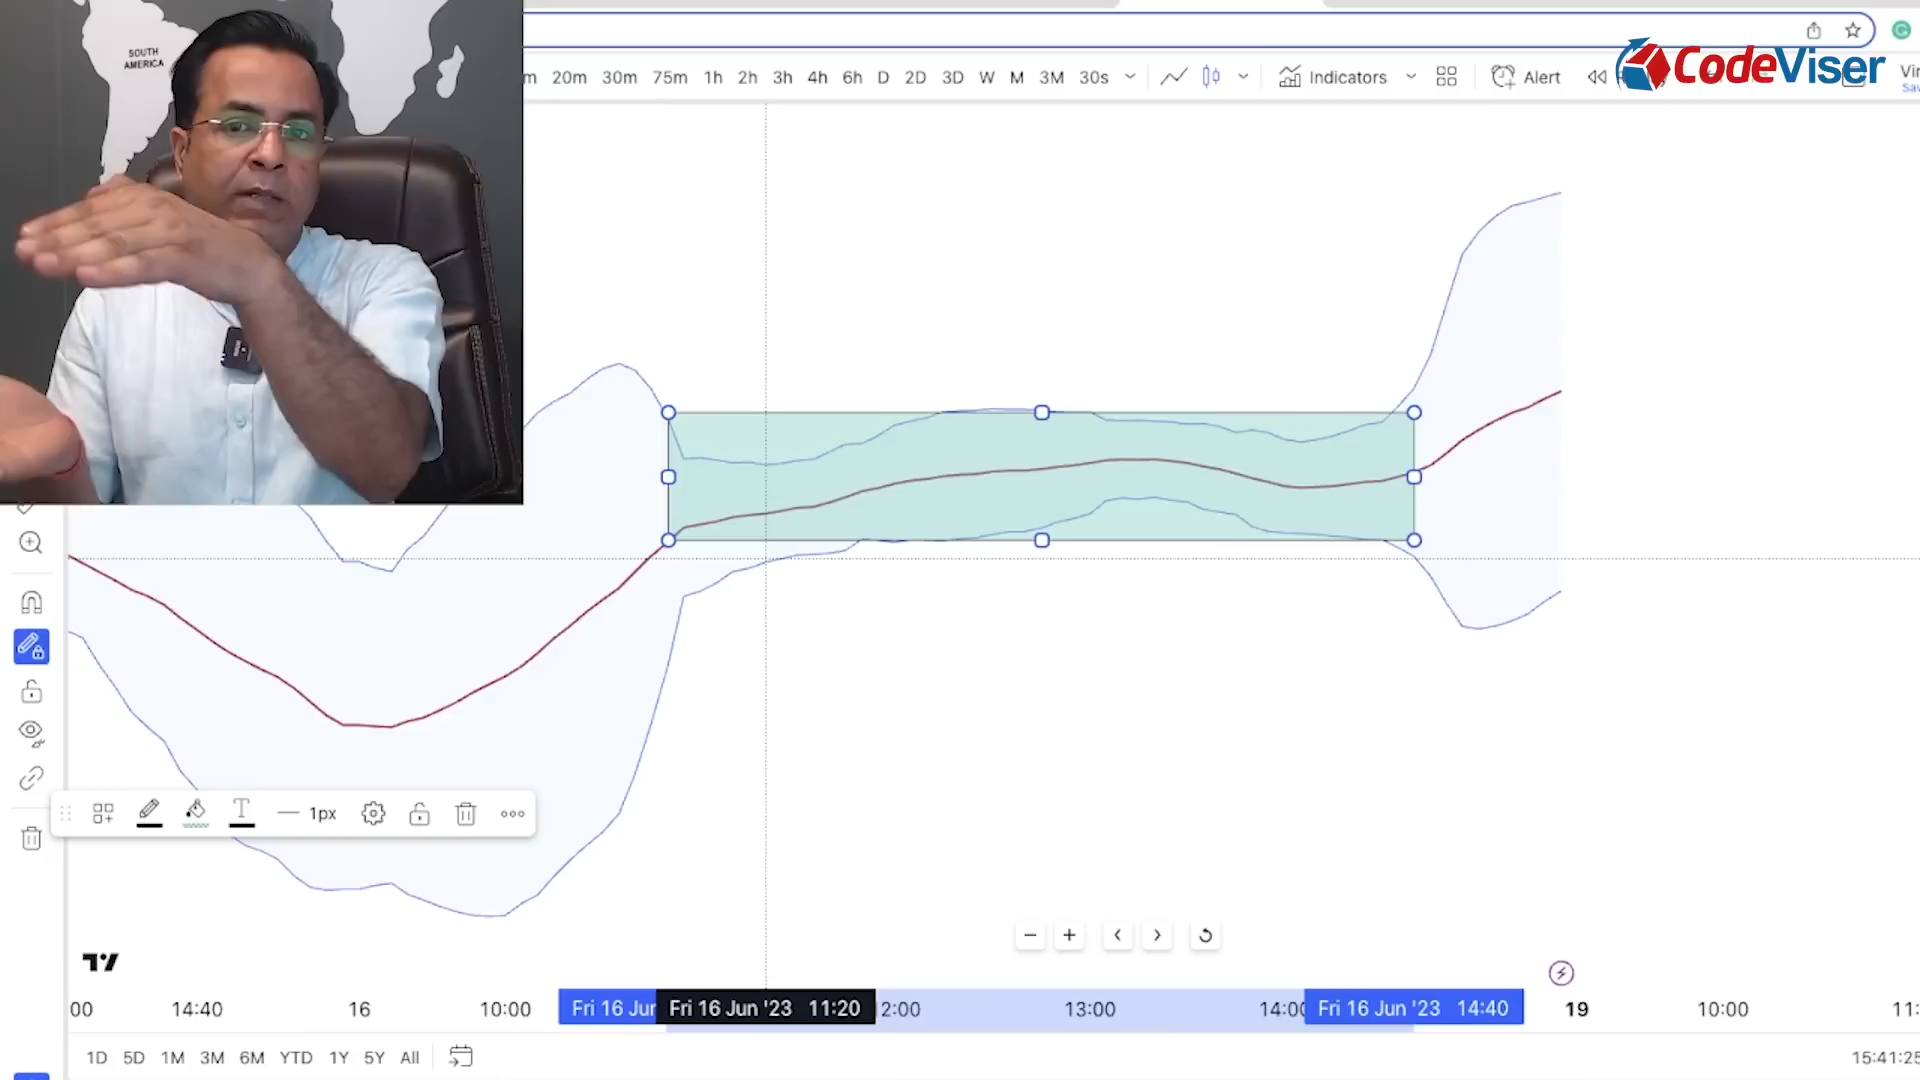 SOUTH
AMERICA
CodeViser
m 20m 30m 75m 1h 2h 3h 4h 6h D 2D 3D W M 3M 30s Indicators Alert
T 1px
00 14:40 16 10:00 Fri 16 Jun Fri 16 Jun '23 11:20 2:00 13:00 14:00 Fri 16 Jun '23 14:40 19 10:00 11:
1D 5D 1M 3M 6M YTD 1Y 5Y All 15:41:25